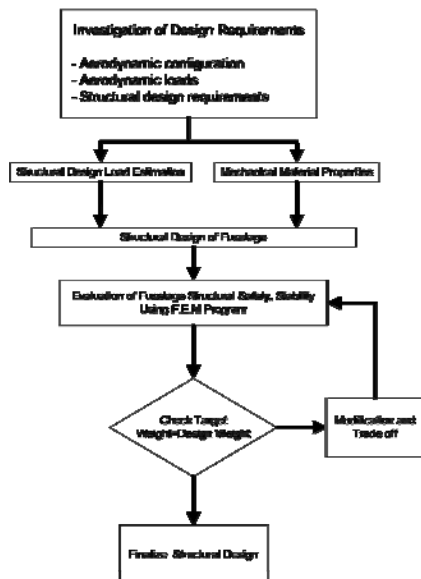 Investigation of Design Requirements
- Aerodynamic configuration
- Aerodynamic loads
- Structural design requirements
Structural Design Load Estimation
Mechanical Material Properties
Structural Design of Fuselage
Evaluation of Fuselage Structural Safety, Stability
Using F.E.M Program
Check Target
Weight=Design Weight
Modification and
Trade off
Finalize Structural Design